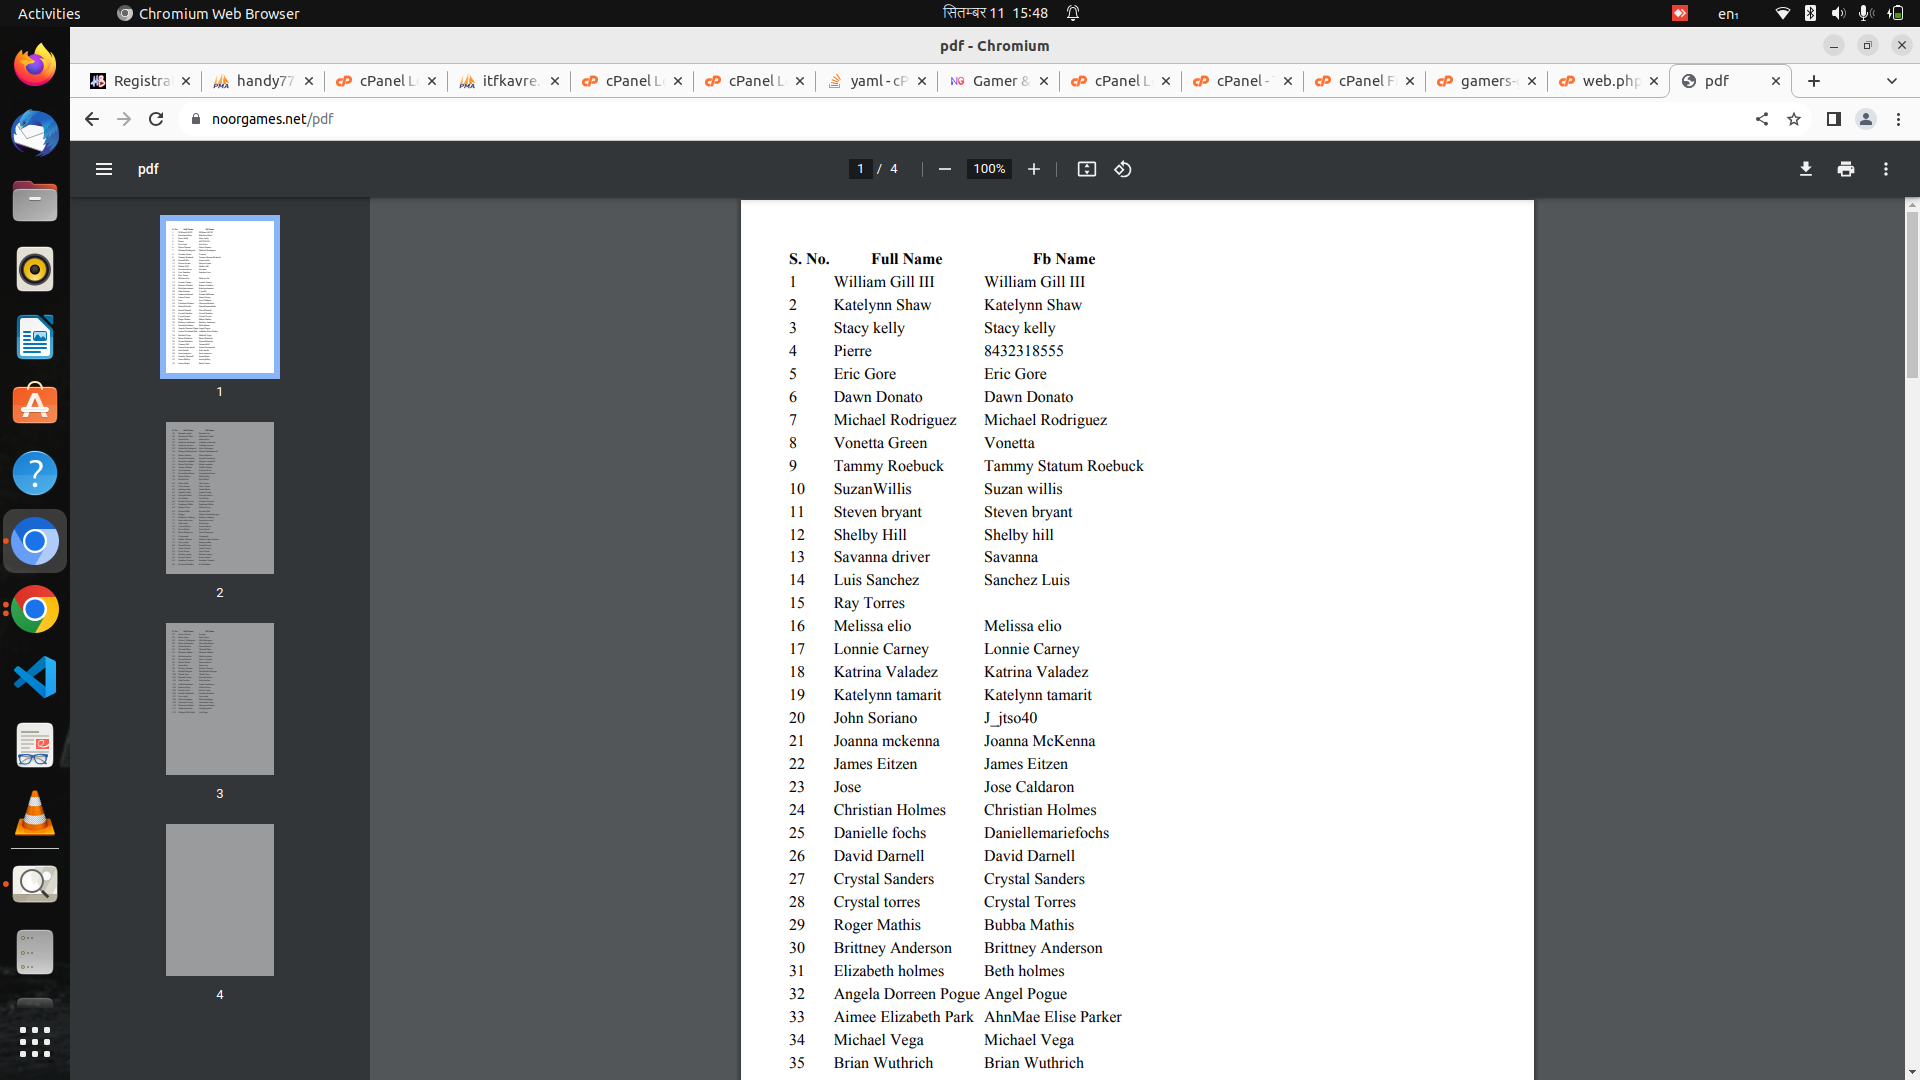 Activities Chromium Web Browser सितम्बर 11 15:48 en₁
pdf - Chromium
Registra handy77 cPanel L itfkavre. cPanel L cPanel L yaml - cP Gamer & cPanel L cPanel - cPanel F gamers- web.php pdf
noorgames.net/pdf
pdf 1 / 4 100%
S. No. Full Name Fb Name
1 William Gill III William Gill III
2 Katelynn Shaw Katelynn Shaw
3 Stacy kelly Stacy kelly
4 Pierre 8432318555
5 Eric Gore Eric Gore
6 Dawn Donato Dawn Donato
7 Michael Rodriguez Michael Rodriguez
8 Vonetta Green Vonetta
9 Tammy Roebuck Tammy Statum Roebuck
10 SuzanWillis Suzan willis
11 Steven bryant Steven bryant
12 Shelby Hill Shelby hill
13 Savanna driver Savanna
14 Luis Sanchez Sanchez Luis
15 Ray Torres
16 Melissa elio Melissa elio
17 Lonnie Carney Lonnie Carney
18 Katrina Valadez Katrina Valadez
19 Katelynn tamarit Katelynn tamarit
20 John Soriano J_jtso40
21 Joanna mckenna Joanna McKenna
22 James Eitzen James Eitzen
23 Jose Jose Caldaron
24 Christian Holmes Christian Holmes
25 Danielle fochs Daniellemariefochs
26 David Darnell David Darnell
27 Crystal Sanders Crystal Sanders
28 Crystal torres Crystal Torres
29 Roger Mathis Bubba Mathis
30 Brittney Anderson Brittney Anderson
31 Elizabeth holmes Beth holmes
32 Angela Dorreen Pogue Angel Pogue
33 Aimee Elizabeth Park AhnMae Elise Parker
34 Michael Vega Michael Vega
35 Brian Wuthrich Brian Wuthrich
1
2
3
4